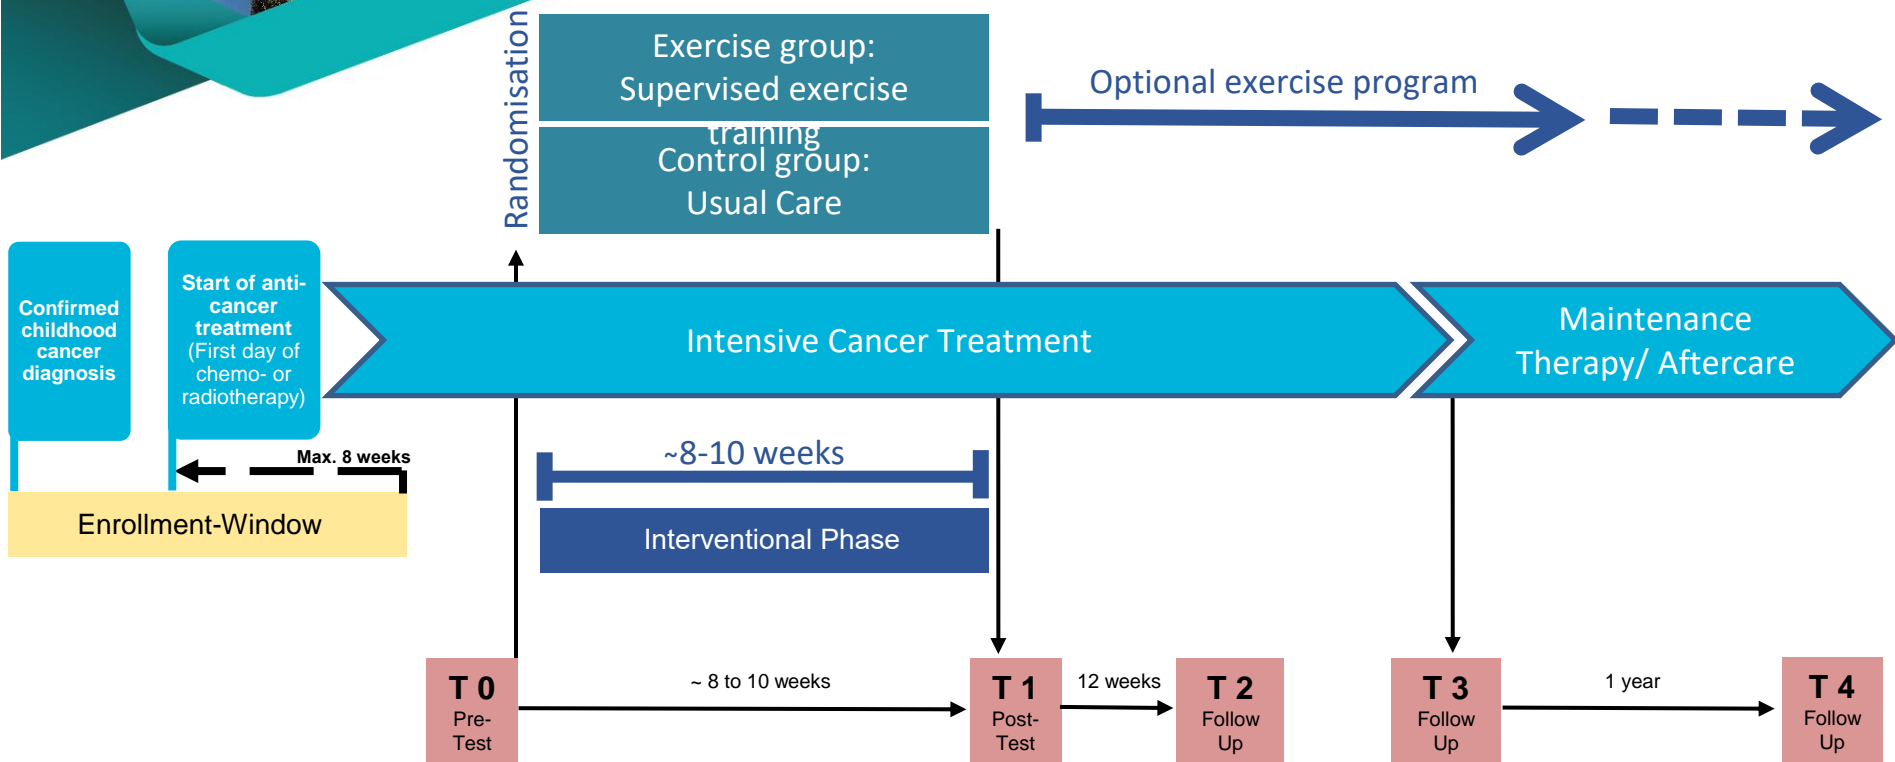 Randomisation
Exercise group:
Supervised exercise
training
Control group:
Usual Care
Optional exercise program
Confirmed
childhood
cancer
diagnosis
Start of anti-
cancer
treatment
(First day of
chemo- or
radiotherapy)
Intensive Cancer Treatment
Maintenance
Therapy/ Aftercare
Max. 8 weeks
Enrollment-Window
~8-10 weeks
Interventional Phase
T 0
Pre-
Test
~ 8 to 10 weeks
T 1
Post-
Test
12 weeks
T 2
Follow
Up
T 3
Follow
Up
1 year
T 4
Follow
Up